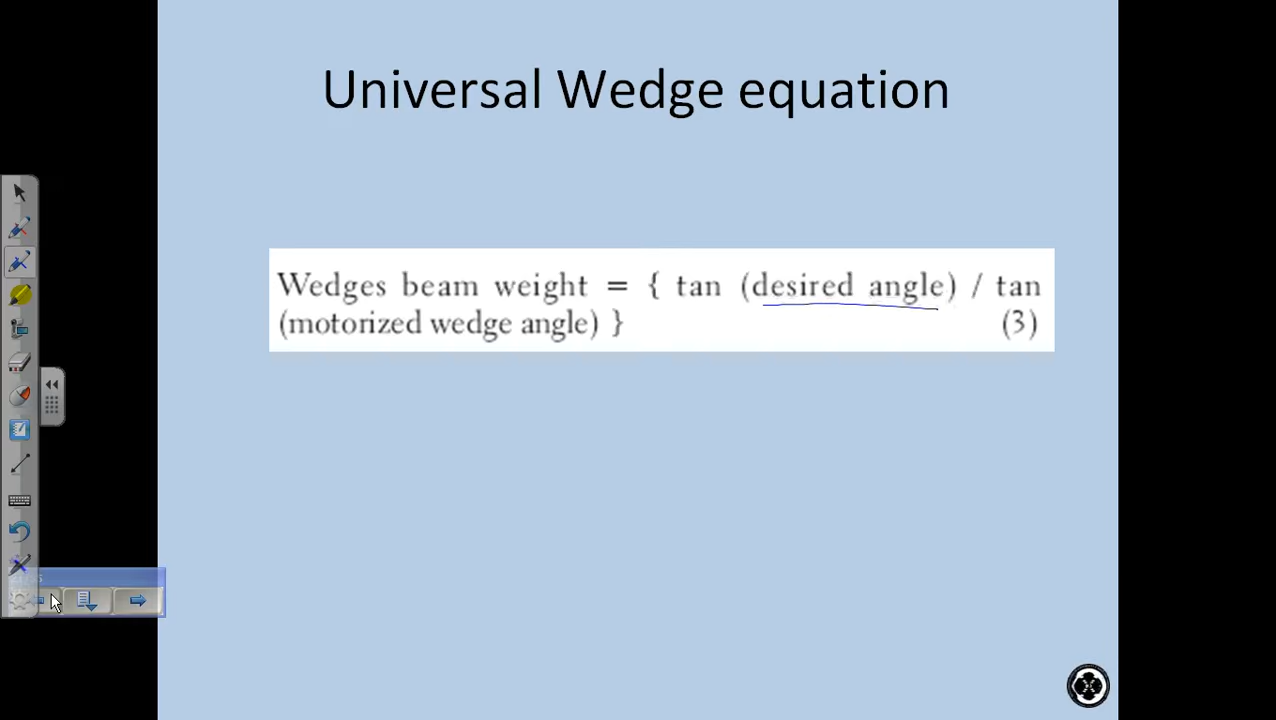 Universal Wedge equation
Wedges beam weight = { tan (desired angle) / tan
(motorized wedge angle) } (3)